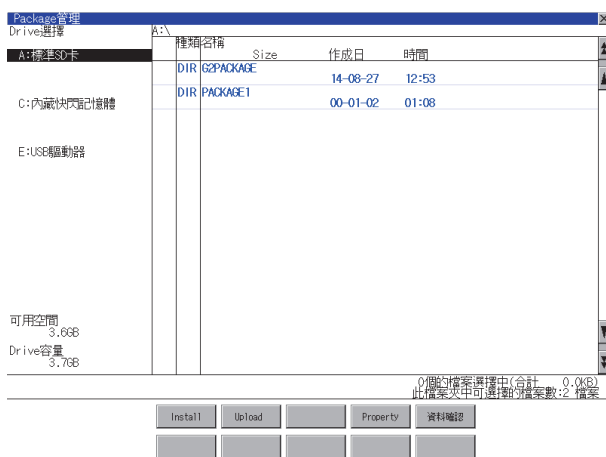 Package管理
Drive選擇
A:\
種類 名稱
Size 作成日 時間
A:標準SD卡
DIR G2PACKAGE
14-08-27 12:53
DIR PACKAGE1
00-01-02 01:08
C:內藏快閃記憶體
E:USB驅動器
可用空間
3.6GB
Drive容量
3.7GB
0個的檔案選擇中(合計 0.0KB)
此檔案夾中可選擇的檔案數:2 檔案
Install Upload Property 資料確認